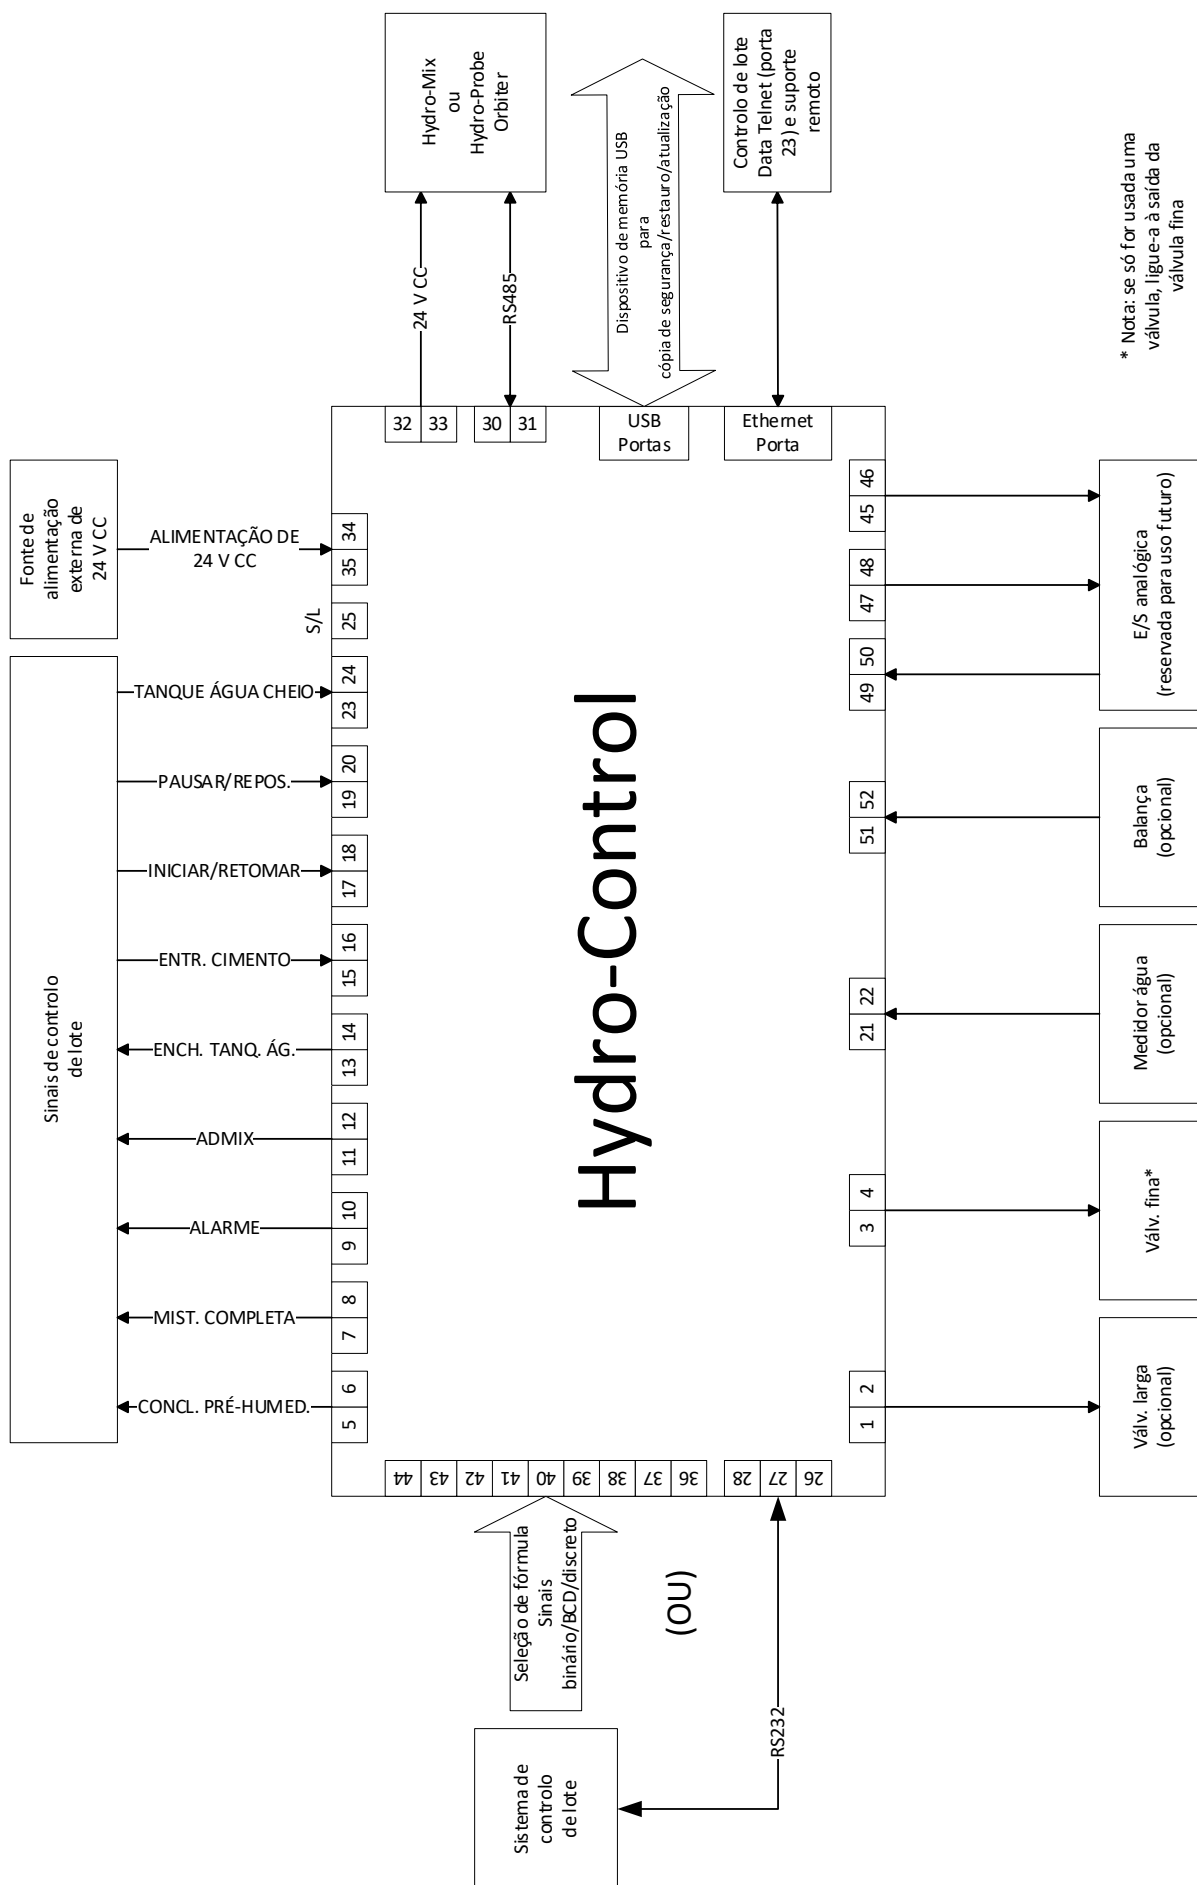 Hydro-Mix
ou
Hydro-Probe
Orbiter
Controlo de lote
Data Telnet (porta
23) e suporte
remoto
24 V CC
RS485
Dispositivo de memória USB
para
cópia de segurança/restauro/atualização
* Nota: se só for usada uma
válvula, ligue-a à saída da
válvula fina
32
33
30
31
USB
Portas
Ethernet
Porta
Fonte de
alimentação
externa de
24 V CC
ALIMENTAÇÃO DE
24 V CC
34
35
S/L
25
Sinais de controlo
de lote
TANQUE ÁGUA CHEIO
24
23
PAUSAR/REPOS.
20
19
INICIAR/RETOMAR
18
17
ENTR. CIMENTO
16
15
ENCH. TANQ. ÁG.
14
13
ADMIX
12
11
ALARME
10
9
MIST. COMPLETA
8
7
CONCL. PRÉ-HUMED.
6
5
Hydro-Control
46
45
48
47
50
49
E/S analógica
(reservada para uso futuro)
52
51
Balança
(opcional)
22
21
Medidor água
(opcional)
4
3
Válv. fina*
2
1
Válv. larga
(opcional)
44
43
42
41
40
39
38
37
36
28
27
26
Seleção de fórmula
Sinais
binário/BCD/discreto
(OU)
RS232
Sistema de
controlo
de lote